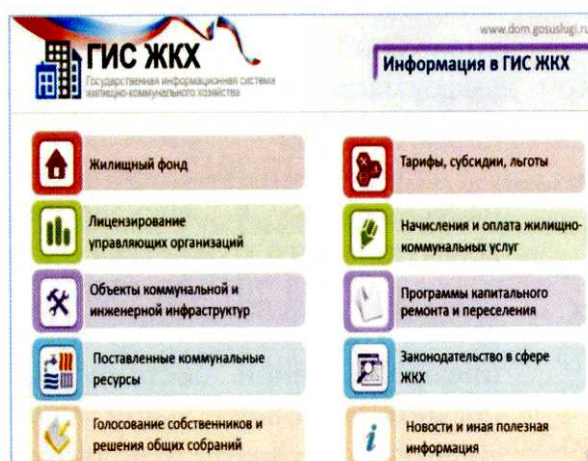 www.dom.gosuslugi.ru
ГИС ЖКХ
Государственная информационная система
жилищно-коммунального хозяйства
Информация в ГИС ЖКХ
Жилищный фонд
Лицензирование
управляющих организаций
Объекты коммунальной и
инженерной инфраструктур
Поставленные коммунальные
ресурсы
Голосование собственников и
решения общих собраний
Тарифы, субсидии, льготы
Начисления и оплата жилищно-
коммунальных услуг
Программы капитального
ремонта и переселения
Законодательство в сфере
ЖКХ
Новости и иная полезная
информация